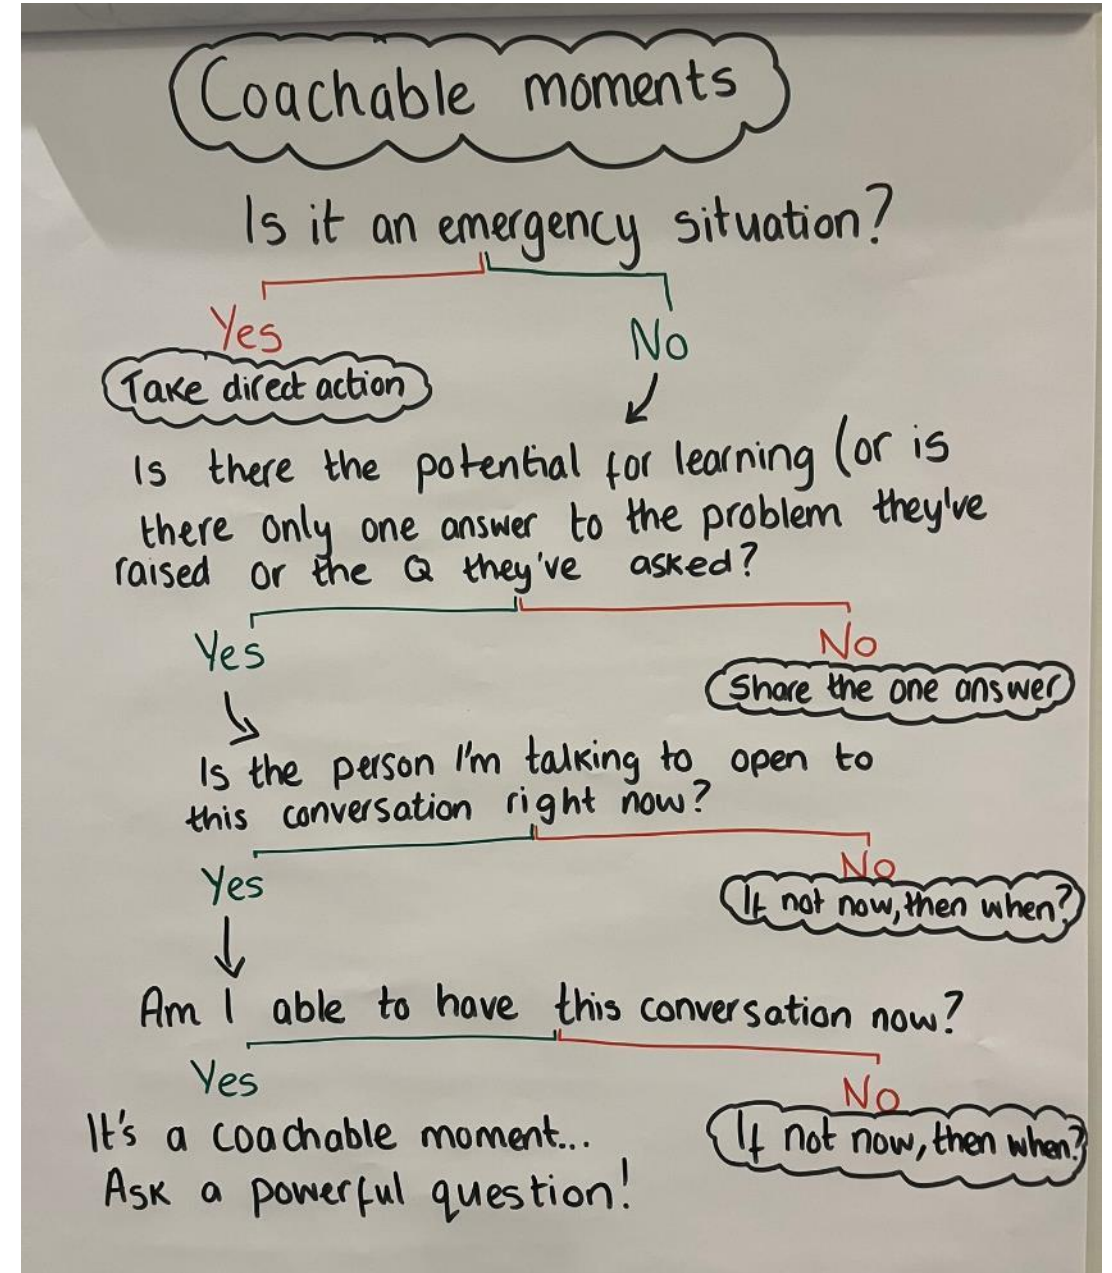 Coachable moments
Is it an emergency situation?
Yes
No
Take direct action
Is there the potential for learning (or is
there only one answer to the problem they've
raised or the Q they've asked?
Yes
No
Share the one answer
Is the person I'm talking to open to
this conversation right now?
Yes
No
If not now, then when?
Am I able to have this conversation now?
Yes
No
It's a coachable moment...
If not now, then when?
Ask a powerful question!